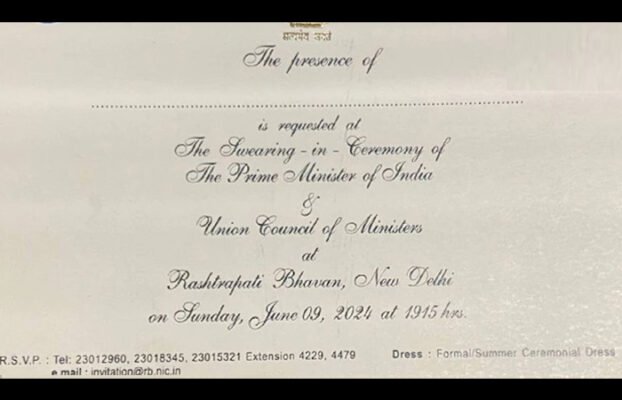 सत्यमेव जयते
The presence of
is requested at
The Swearing - in - Ceremony of
The Prime Minister of India
&
Union Council of Ministers
at
Rashtrapati Bhavan, New Delhi
on Sunday, June 09, 2024 at 1915 hrs.
R.S.V.P. : Tel: 23012960, 23018345, 23015321 Extension 4229, 4479 Dress : Formal/Summer Ceremonial Dress
e.mail : invitation@rb.nic.in